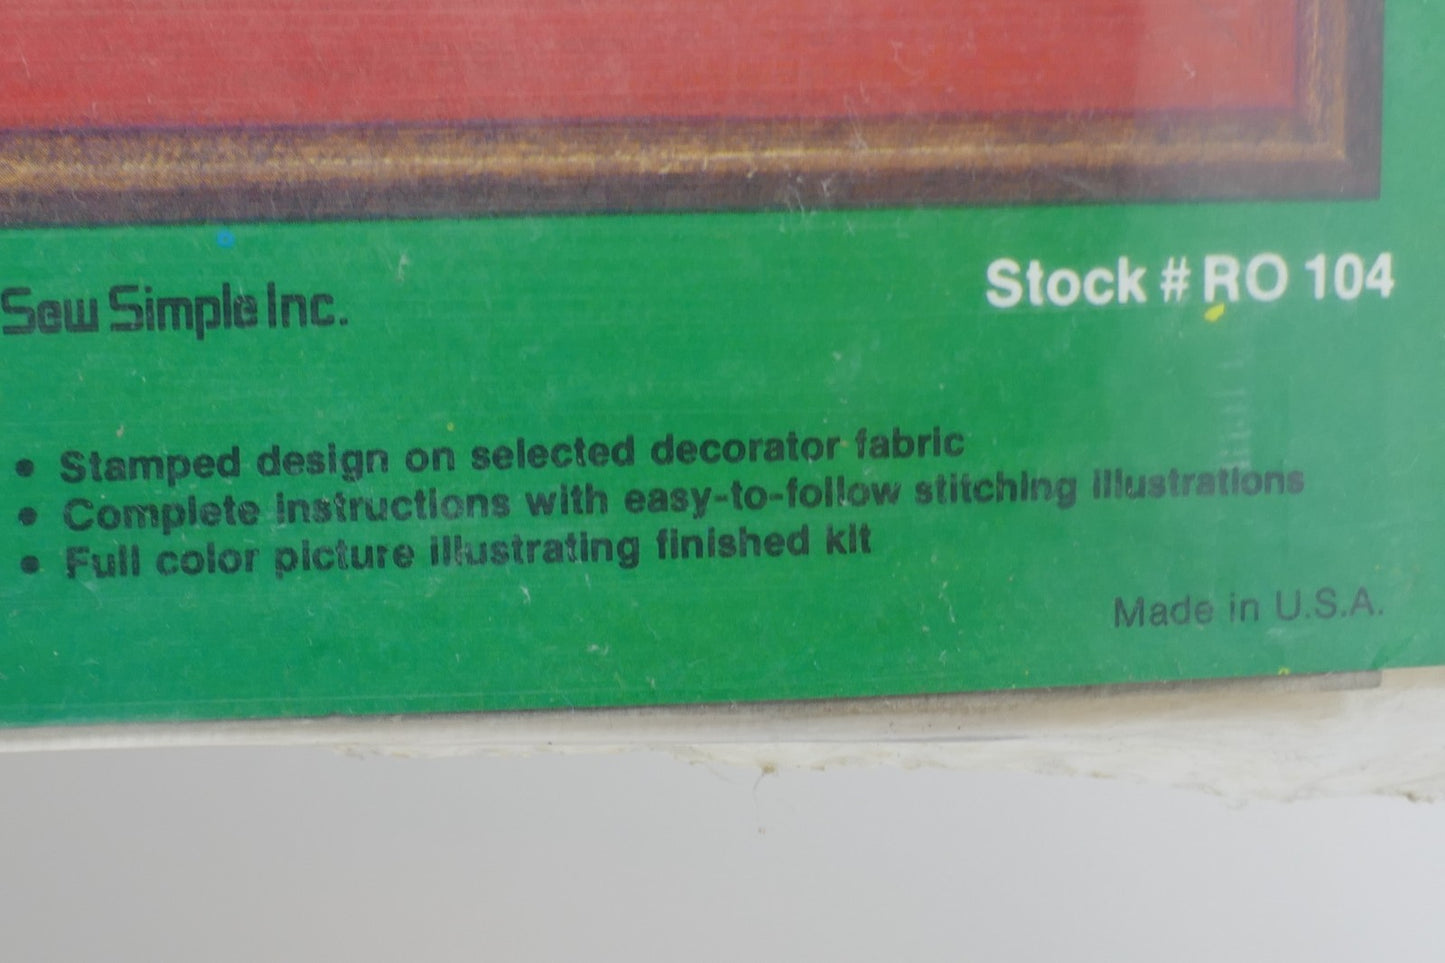 Sew Simple Inc.
Stock # RO 104
• Stamped design on selected decorator fabric
• Complete instructions with easy-to-follow stitching illustrations
• Full color picture illustrating finished kit
Made in U.S.A.